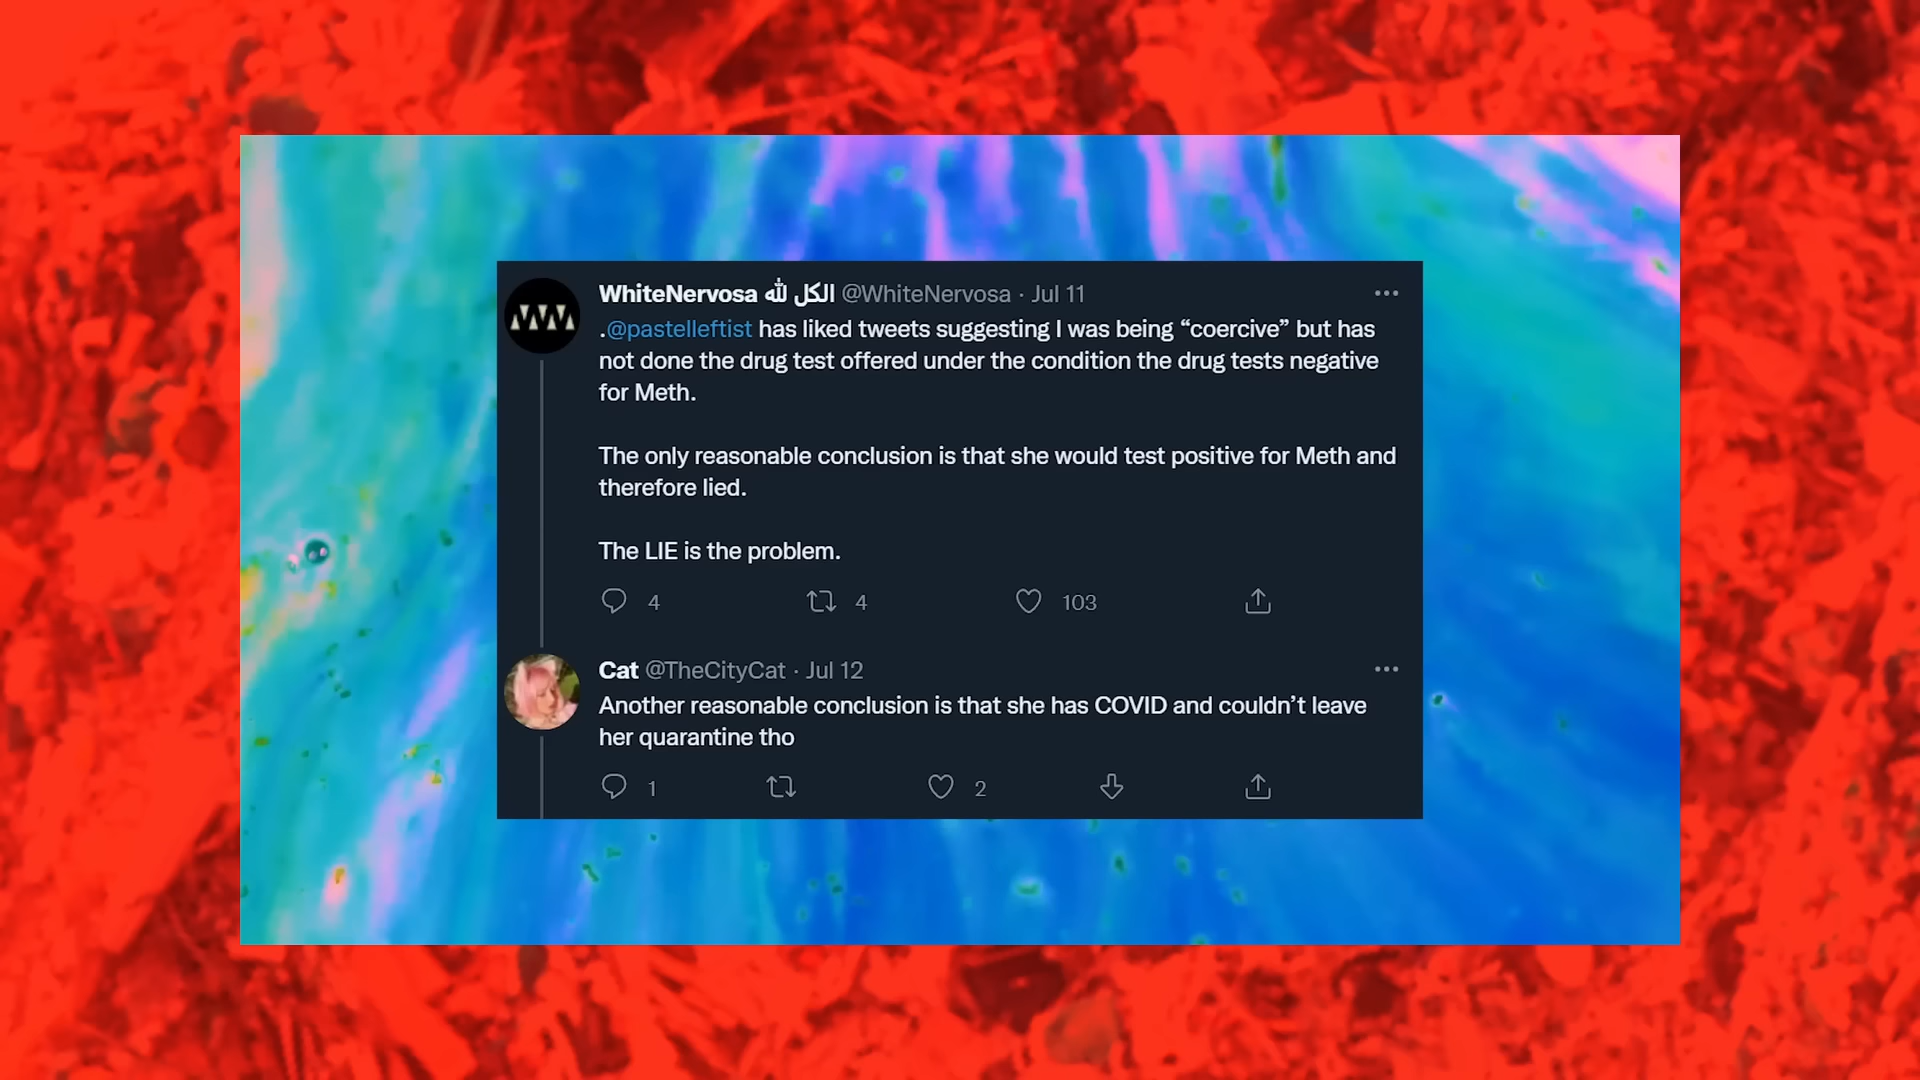 WhiteNervosa الكل لله @WhiteNervosa · Jul 11
.@pastelleftist has liked tweets suggesting I was being “coercive” but has
not done the drug test offered under the condition the drug tests negative
for Meth.
The only reasonable conclusion is that she would test positive for Meth and
therefore lied.
The LIE is the problem.
4 4 103
Cat @TheCityCat · Jul 12
Another reasonable conclusion is that she has COVID and couldn’t leave
her quarantine tho
1 2